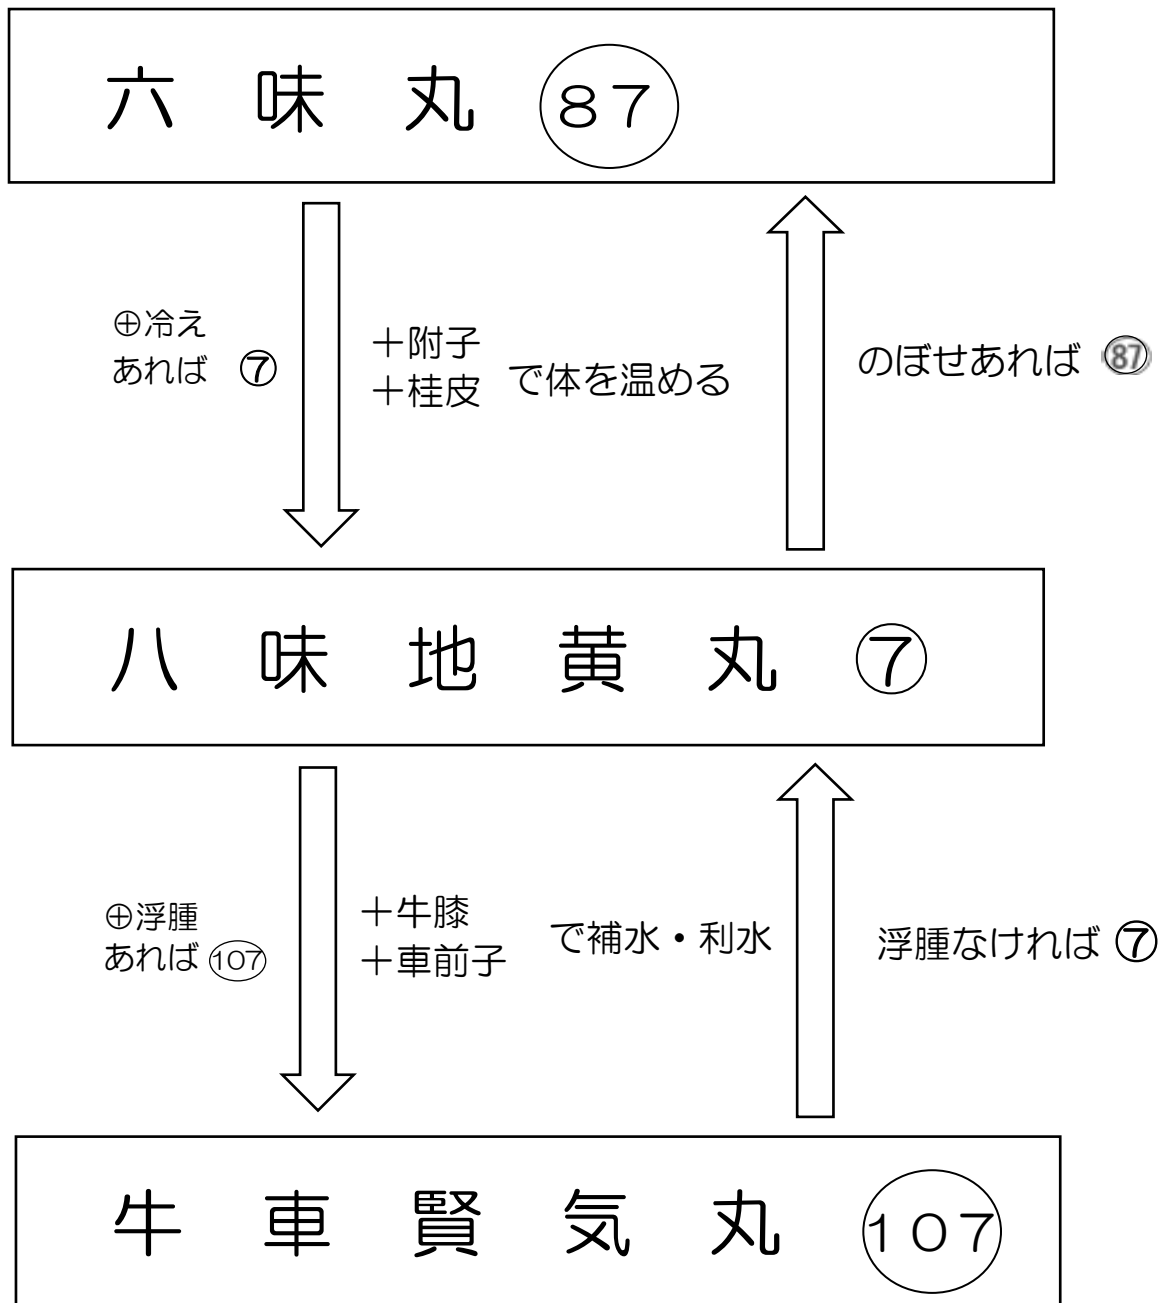 六味丸 87
⊕冷え
あれば ⑦
＋附子
＋桂皮
で体を温める
のぼせあれば 87
八味地黄丸 ⑦
⊕浮腫
あれば 107
＋牛膝
＋車前子
で補水・利水
浮腫なければ ⑦
牛車賢気丸 107